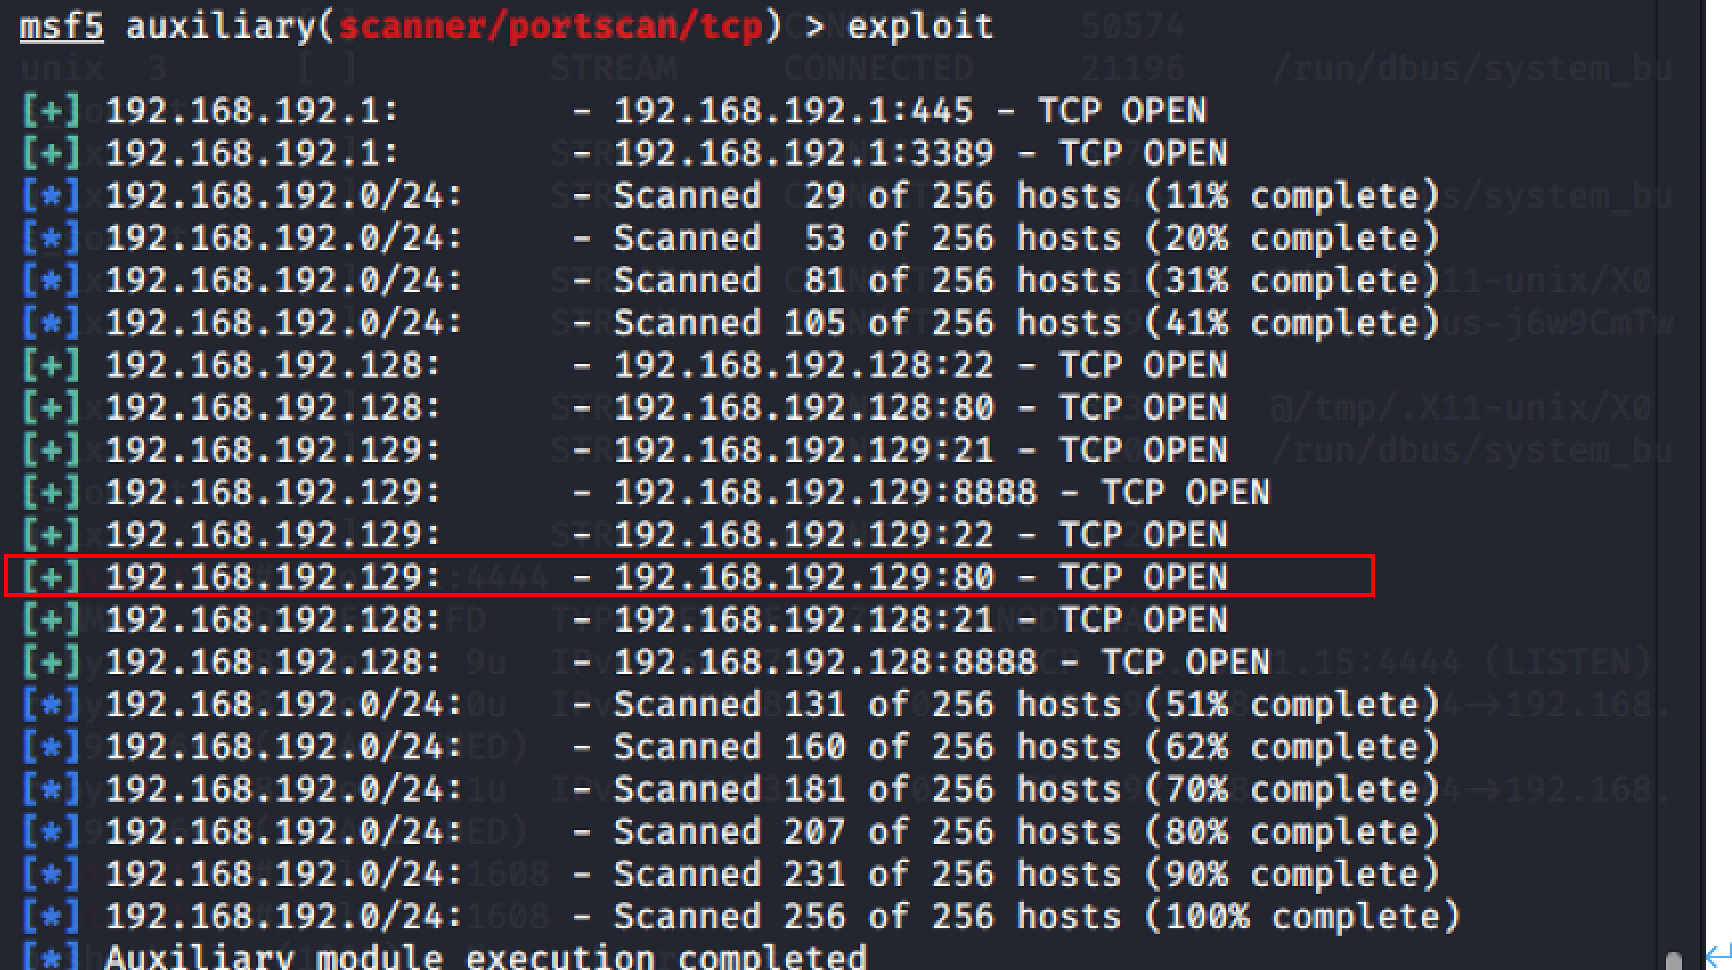 msf5 auxiliary(scanner/portscan/tcp) > exploit
[+] 192.168.192.1: - 192.168.192.1:445 - TCP OPEN
[+] 192.168.192.1: - 192.168.192.1:3389 - TCP OPEN
[*] 192.168.192.0/24: - Scanned 29 of 256 hosts (11% complete)
[*] 192.168.192.0/24: - Scanned 53 of 256 hosts (20% complete)
[*] 192.168.192.0/24: - Scanned 81 of 256 hosts (31% complete)
[*] 192.168.192.0/24: - Scanned 105 of 256 hosts (41% complete)
[+] 192.168.192.128: - 192.168.192.128:22 - TCP OPEN
[+] 192.168.192.128: - 192.168.192.128:80 - TCP OPEN
[+] 192.168.192.129: - 192.168.192.129:21 - TCP OPEN
[+] 192.168.192.129: - 192.168.192.129:8888 - TCP OPEN
[+] 192.168.192.129: - 192.168.192.129:22 - TCP OPEN
[+] 192.168.192.129: - 192.168.192.129:80 - TCP OPEN
[+] 192.168.192.128: - 192.168.192.128:21 - TCP OPEN
[+] 192.168.192.128: - 192.168.192.128:8888 - TCP OPEN
[*] 192.168.192.0/24: - Scanned 131 of 256 hosts (51% complete)
[*] 192.168.192.0/24: - Scanned 160 of 256 hosts (62% complete)
[*] 192.168.192.0/24: - Scanned 181 of 256 hosts (70% complete)
[*] 192.168.192.0/24: - Scanned 207 of 256 hosts (80% complete)
[*] 192.168.192.0/24: - Scanned 231 of 256 hosts (90% complete)
[*] 192.168.192.0/24: - Scanned 256 of 256 hosts (100% complete)
[*] Auxiliary module execution completed